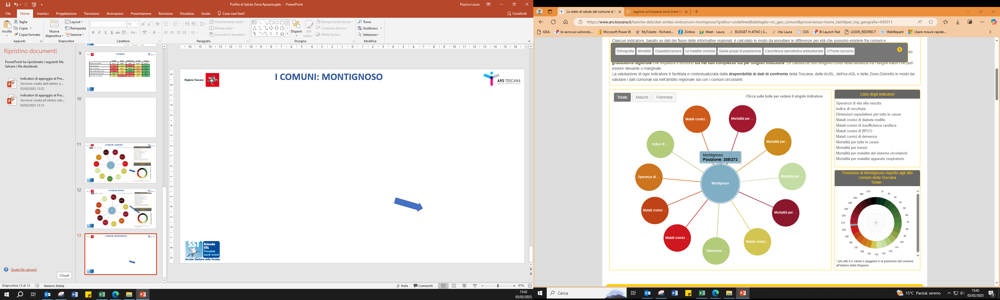 Profilo di Salute Zona Apuane.pptx - PowerPoint
Pezzica Laura
File Home Inserisci Progettazione Transizioni Animazioni Presentazione Revisione Visualizza Guida Cosa vuoi fare?
Condividi
Incolla
Taglia
Copia
Copia formato
Appunti
Nuova
diapositiva
Layout
Reimposta
Sezione
Diapositive
18
G C S S abc AV Aa A
Carattere
Orientamento testo
Allinea testo
Converti in SmartArt
Paragrafo
Disponi
Stili
veloci
Riempimento forma
Contorno forma
Effetti forma
Disegno
Trova
Sostituisci
Seleziona
Modifica
Ripristino documenti
PowerPoint ha ripristinato i seguenti file.
Salvare i file desiderati.
Indicatori di appoggio al Pro...
Versione creata dall'ultimo ri...
03/02/2025 13:22
Indicatori di appoggio al Pro...
Versione creata all'ultimo salv...
03/02/2025 13:13
Quale file salvare?
Chiudi
9
I COMUNI
10
11
I COMUNI: CARRARA
12
I COMUNI: MASSA
13
I COMUNI: MONTIGNOSO
Regione Toscana
I COMUNI: MONTIGNOSO
ARS TOSCANA
agenzia regionale di sanità
SST
Azienda
USL
Toscana
nord ovest
Servizio Sanitario della Toscana
Diapositiva 13 di 13
Italiano (Italia)
Note
Commenti
97%
15:42
03/02/2025
Lo stato di salute del comune di
regione usl toscana nord ovest lo
https://www.ars.toscana.it/banche-dati/dati-sintesi-sintcomuni-montignoso?grafico=undefined&dettaglio=ric_geo_comuni&provenienza=home_tasti&par_top_geografia=045011
IGEA
bi-avno.ssr.uslnordo...
Microsoft Power BI
MyTickets - Richiest...
Zimbra
Meet - Laura
BUDGET H ATNO | Ji...
Jitsi Laura
CGS
BI Launch Pad
LOGIN_REDIRECT
WebReparti
Usare misure rapide...
Ciascun indicatore, basato su dati dei flussi delle informative regionali, è calcolato in modo da annullare le differenze per età che possono esistere fra comuni e
Demografia
Mortalita'
Ospedalizzazione
Le malattie croniche
Salute gruppi di popolazione
L'assistenza specialistica ambulatoriale
Il Pronto soccorso
so
graduatoria regionale che inquadra il territorio sia nel suo complesso sia per singolo indicatore. Le classifiche non tengono conto della distanza fra i singoli valori che può
essere rilevante o marginale.
La valutazione di ogni indicatore è facilitata e contestualizzata dalla disponibilità di dati di confronto della Toscana, delle AUSL, dell'ex-ASL e delle Zone-Distretto in modo da
valutare i dati comunali sia nell'ambito regionale sia con i comuni circostanti.
Totale
Maschi
Femmine
Clicca sulle bolle per vedere il singolo indicatore
Malati cronici...
Mortalità per ...
Indice di ...
Mortalità per ...
Montignoso
Posizione: 205/273
Speranza di ...
Mortalità per ...
Montignoso
Malati cronici ...
Mortalità per ...
Malati cronici ...
Malati cronici...
Dimissioni ...
Lista degli indicatori
Speranza di vita alla nascita
Indice di vecchiaia
Dimissioni ospedaliere per tutte le cause
Malati cronici di diabete mellito
Malati cronici di insufficienza cardiaca
Malati cronici di BPCO
Malati cronici di demenza
Mortalità per tutte le cause
Mortalità per tumori
Mortalità per malattie del sistema circolatorio
Mortalità per malattie apparato respiratorio
Posizione di Montignoso rispetto agli altri
comuni della Toscana
Totale -
270 10
260 20
250 30
240 40
230 50
220 60
210 70
200 80
190 90
180 100
170 110
160 150 140 130 120
* più alto è il valore e peggiore è la posizione del comune
all'interno della Regione
Cerca
15°C Parzial. sereno
15:42
03/02/2025